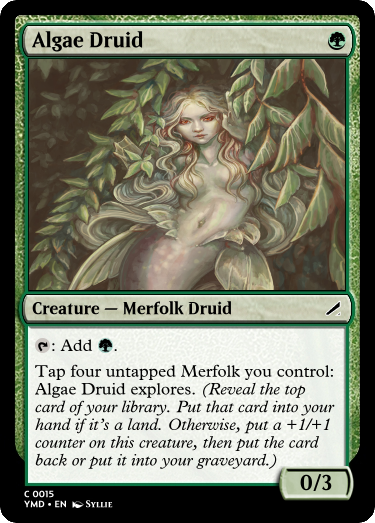 Algae Druid
Creature — Merfolk Druid
: Add .
Tap four untapped Merfolk you control:
Algae Druid explores. (Reveal the top
card of your library. Put that card into your
hand if it's a land. Otherwise, put a +1/+1
counter on this creature, then put the card
back or put it into your graveyard.)
0/3
C 0015
YMD • EN Syllie